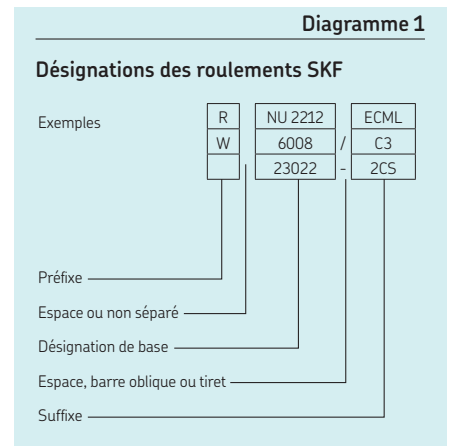 Diagramme 1
Désignations des roulements SKF
Exemples
R NU 2212 ECML
W 6008 / C3
23022 - 2CS
Préfixe
Espace ou non séparé
Désignation de base
Espace, barre oblique ou tiret
Suffixe